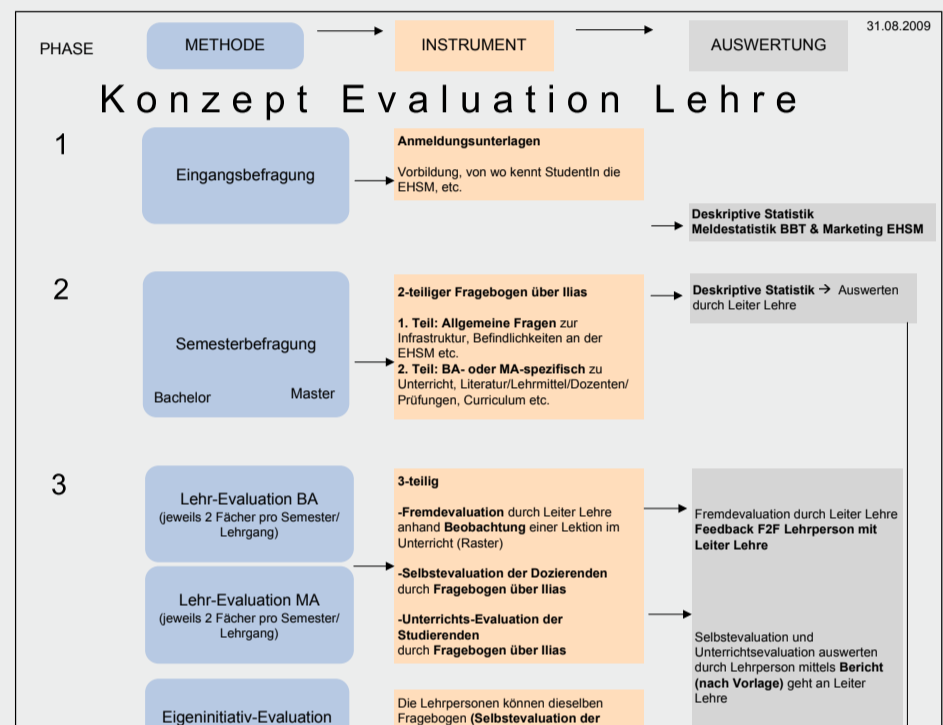 31.08.2009
PHASE
METHODE
INSTRUMENT
AUSWERTUNG
Konzept Evaluation Lehre
1
Eingangsbefragung
Anmeldungsunterlagen
Vorbildung, von wo kennt StudentIn die
EHSM, etc.
Deskriptive Statistik
Meldestatistik BBT & Marketing EHSM
2
Semesterbefragung
Bachelor
Master
2-teiliger Fragebogen über Ilias
1. Teil: Allgemeine Fragen zur
Infrastruktur, Befindlichkeiten an der
EHSM etc.
2. Teil: BA- oder MA-spezifisch zu
Unterricht, Literatur/Lehrmittel/Dozenten/
Prüfungen, Curriculum etc.
Deskriptive Statistik → Auswerten
durch Leiter Lehre
3
Lehr-Evaluation BA
(jeweils 2 Fächer pro Semester/
Lehrgang)
Lehr-Evaluation MA
(jeweils 2 Fächer pro Semester/
Lehrgang)
3-teilig
-Fremdevaluation durch Leiter Lehre
anhand Beobachtung einer Lektion im
Unterricht (Raster)
-Selbstevaluation der Dozierenden
durch Fragebogen über Ilias
-Unterrichts-Evaluation der
Studierenden
durch Fragebogen über Ilias
Fremdevaluation durch Leiter Lehre
Feedback F2F Lehrperson mit
Leiter Lehre
Selbstevaluation und
Unterrichtsevaluation auswerten
durch Lehrperson mittels Bericht
(nach Vorlage) geht an Leiter
Lehre
Eigeninitiativ-Evaluation
Die Lehrpersonen können dieselben
Fragebogen (Selbstevaluation der